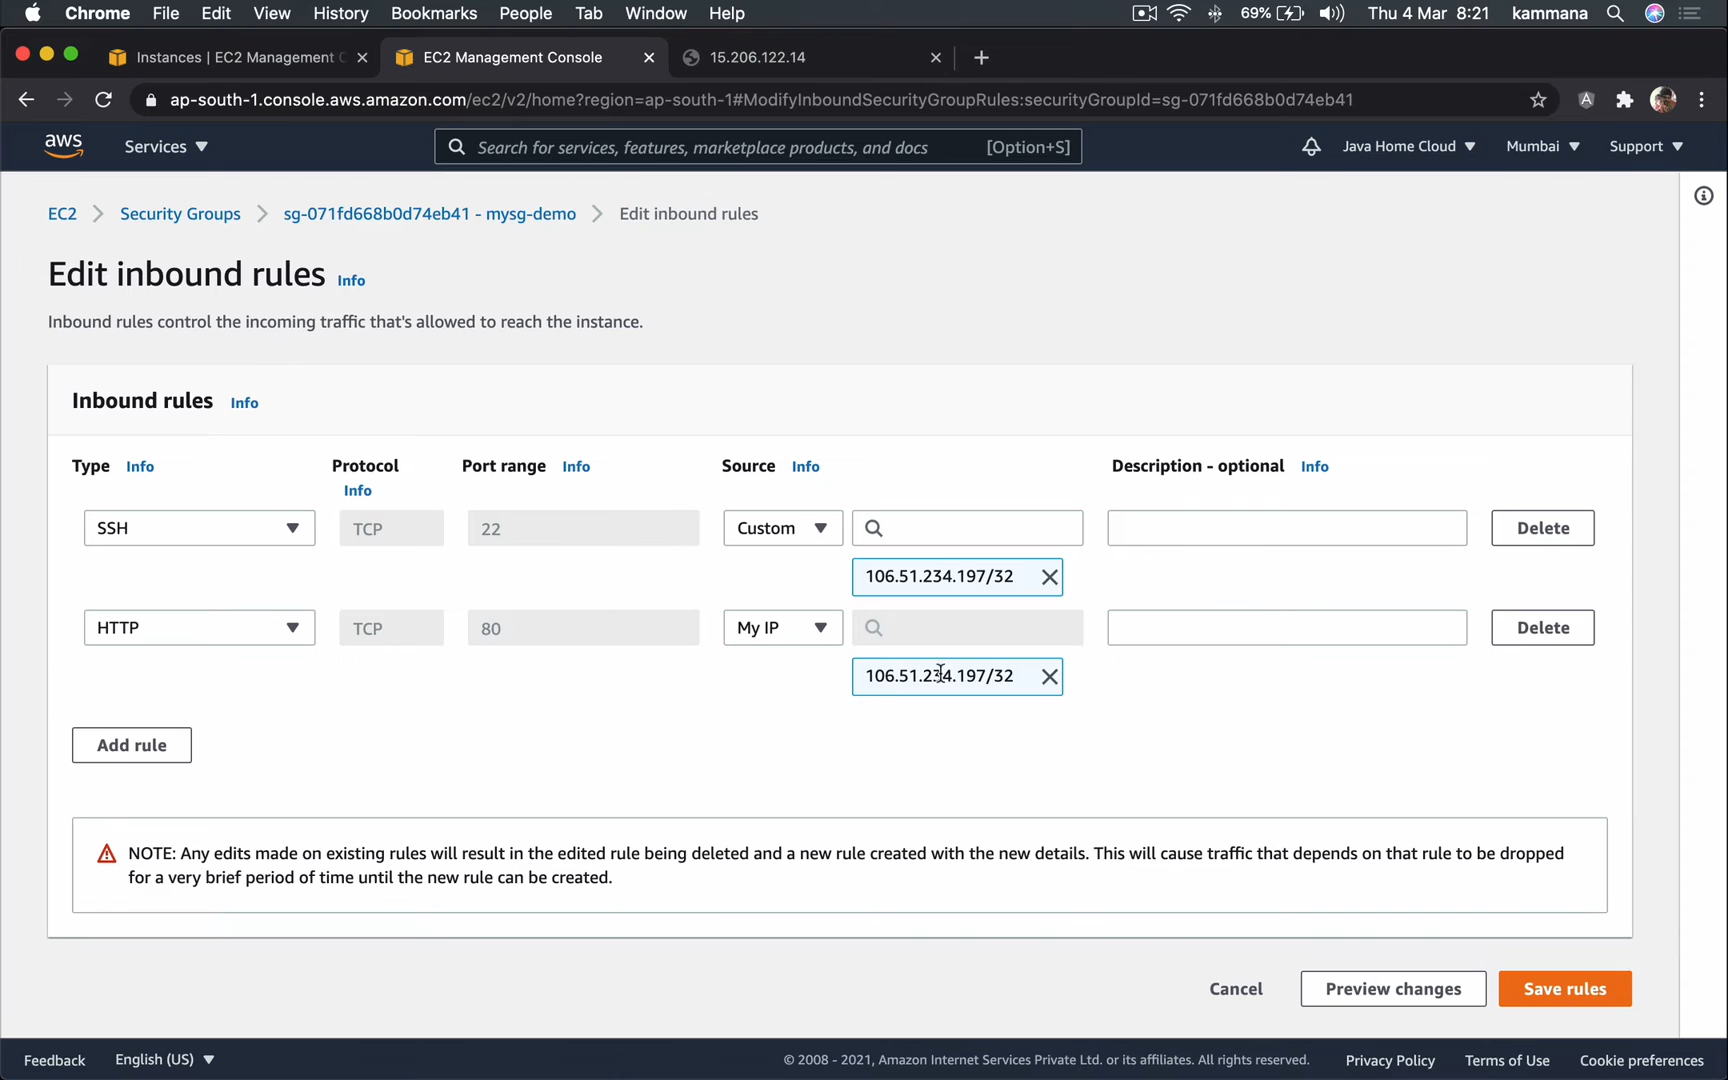 Chrome File Edit View History Bookmarks People Tab Window Help 69% Thu 4 Mar 8:21 kammana
Instances | EC2 Management C EC2 Management Console 15.206.122.14
ap-south-1.console.aws.amazon.com/ec2/v2/home?region=ap-south-1#ModifyInboundSecurityGroupRules:securityGroupId=sg-071fd668b0d74eb41
aws Services Search for services, features, marketplace products, and docs [Option+S] Java Home Cloud Mumbai Support
EC2 Security Groups sg-071fd668b0d74eb41 - mysg-demo Edit inbound rules
Edit inbound rules Info
Inbound rules control the incoming traffic that's allowed to reach the instance.
Inbound rules Info
Type Info Protocol Info Port range Info Source Info Description - optional Info
SSH TCP 22 Custom Delete
106.51.234.197/32
HTTP TCP 80 My IP Delete
106.51.234.197/32
Add rule
NOTE: Any edits made on existing rules will result in the edited rule being deleted and a new rule created with the new details. This will cause traffic that depends on that rule to be dropped
for a very brief period of time until the new rule can be created.
Cancel Preview changes Save rules
Feedback English (US) © 2008 - 2021, Amazon Internet Services Private Ltd. or its affiliates. All rights reserved. Privacy Policy Terms of Use Cookie preferences